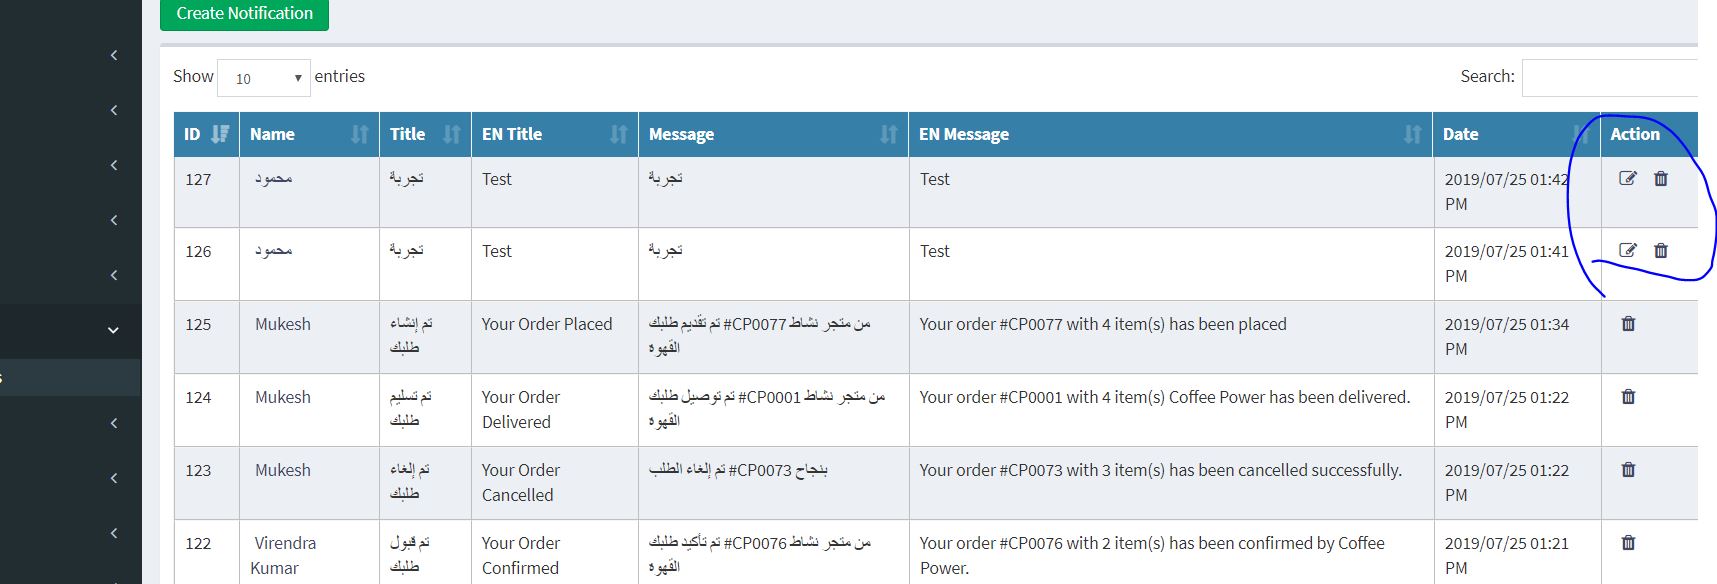 Create Notification
Show 10 entries
Search:
ID Name Title EN Title Message EN Message Date Action
127 محمود تجربة Test تجربة Test 2019/07/25 01:42
PM
126 محمود تجربة Test تجربة Test 2019/07/25 01:41
PM
125 Mukesh تم إنشاء Your Order Placed من متجر نشاط #CP0077 تم تقديم طلبك Your order #CP0077 with 4 item(s) has been placed 2019/07/25 01:34
طلبك القهوة PM
124 Mukesh تم تسليم Your Order من متجر نشاط #CP0001 تم توصيل طلبك Your order #CP0001 with 4 item(s) Coffee Power has been delivered. 2019/07/25 01:22
طلبك Delivered القهوة PM
123 Mukesh تم إلغاء Your Order بنجاح #CP0073 تم إلغاء الطلب Your order #CP0073 with 3 item(s) has been cancelled successfully. 2019/07/25 01:22
طلبك Cancelled PM
122 Virendra تم قبول Your Order من متجر نشاط #CP0076 تم تأكيد طلبك Your order #CP0076 with 2 item(s) has been confirmed by Coffee 2019/07/25 01:21
Kumar طلبك Confirmed القهوة Power. PM